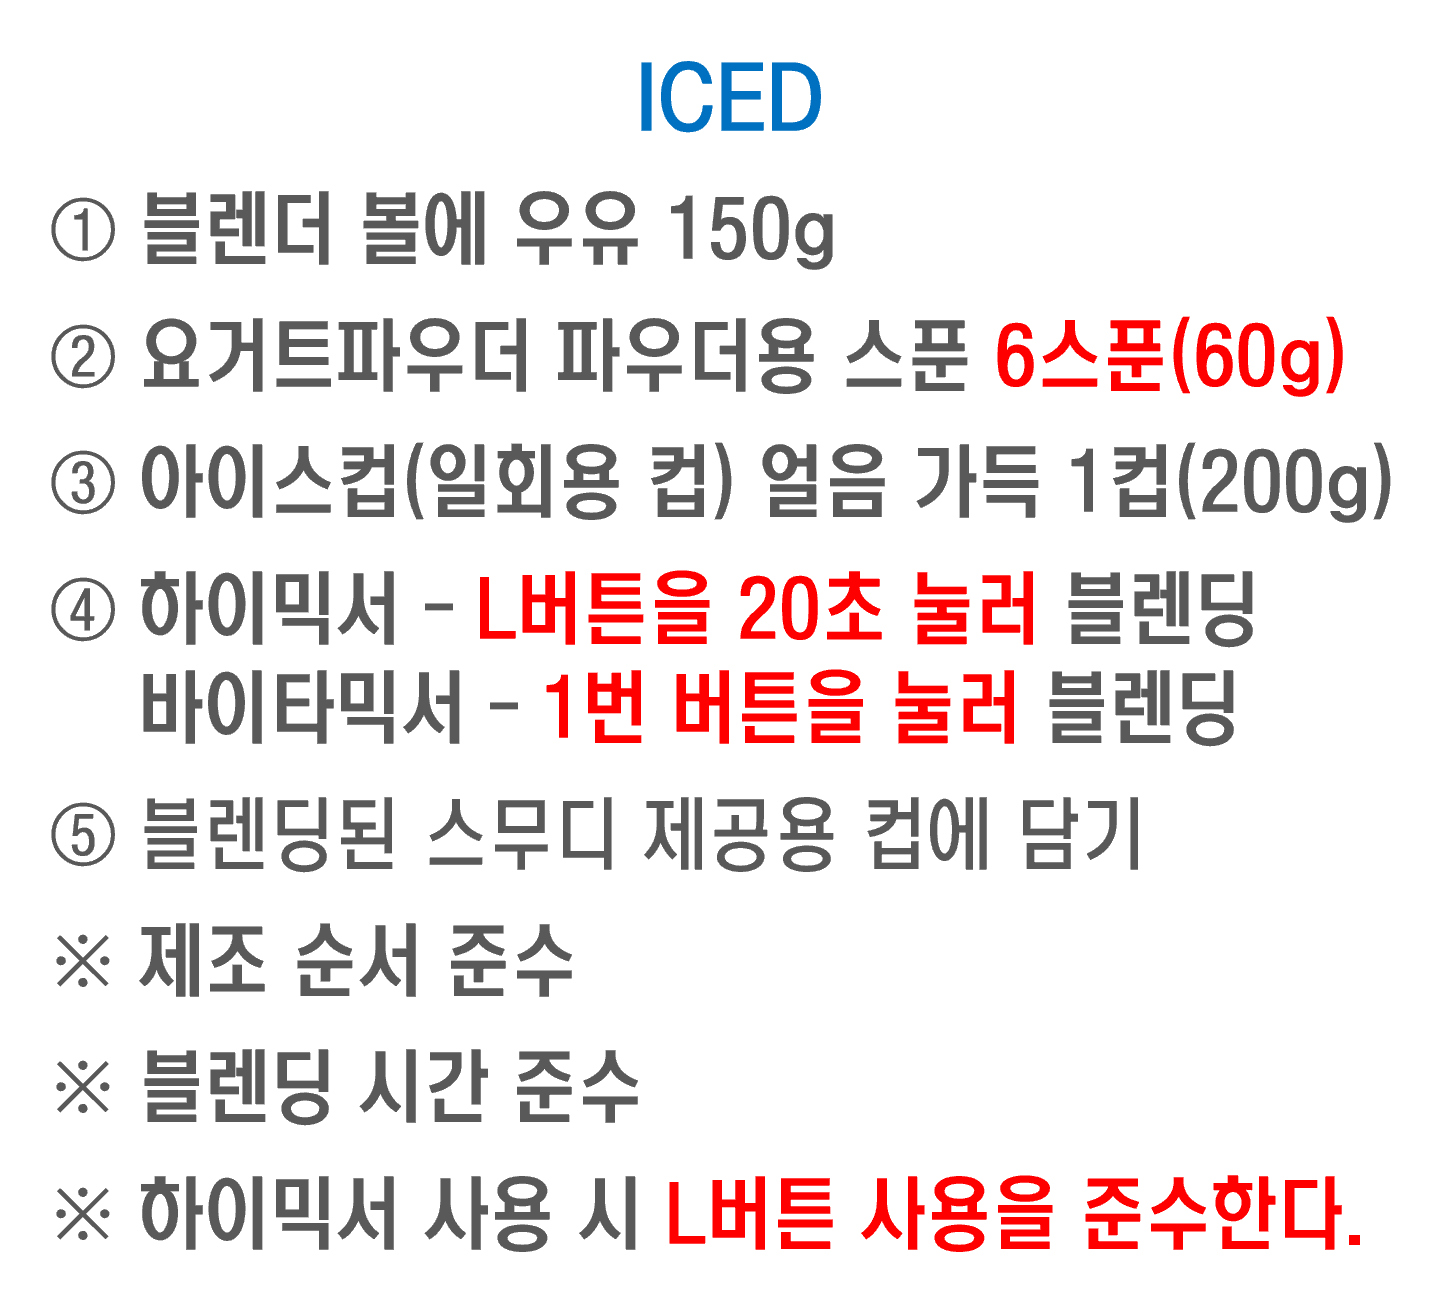 ICED
① 블렌더 볼에 우유 150g
② 요거트파우더 파우더용 스푼 6스푼(60g)
③ 아이스컵(일회용 컵) 얼음 가득 1컵(200g)
④ 하이믹서 - L버튼을 20초 눌러 블렌딩
바이타믹서 - 1번 버튼을 눌러 블렌딩
⑤ 블렌딩된 스무디 제공용 컵에 담기
※ 제조 순서 준수
※ 블렌딩 시간 준수
※ 하이믹서 사용 시 L버튼 사용을 준수한다.